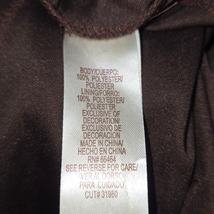 BODY/CUERPO:
100% POLYESTER/
POLIESTER
LINING/FORRO:
100% POLYESTER/
POLIESTER
EXCLUSIVE OF
DECORATION/
EXCLUSIVO DE
DECORACION
MADE IN CHINA/
HECHO EN CHINA
RN# 66464
SEE REVERSE FOR CARE/
VER AL DORSO
PARA CUIDADO
CUT# 31980